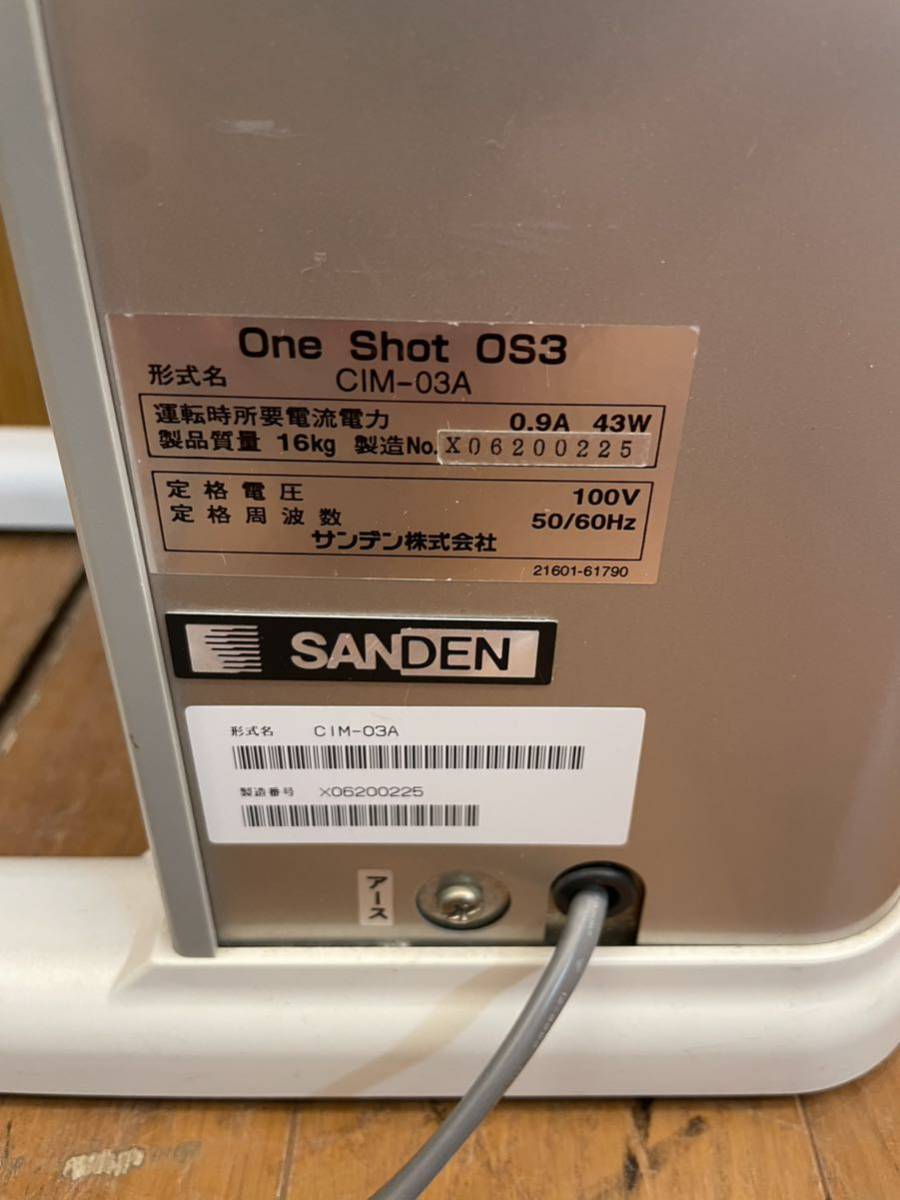 One Shot OS3
形式名 CIM-03A
運転時所要電流電力 0.9A 43W
製品質量 16kg 製造No. X06200225
定格電圧 100V
定格周波数 50/60Hz
サンデン株式会社
21601-61790
SANDEN
形式名 CIM-03A
製造番号 X06200225
アース